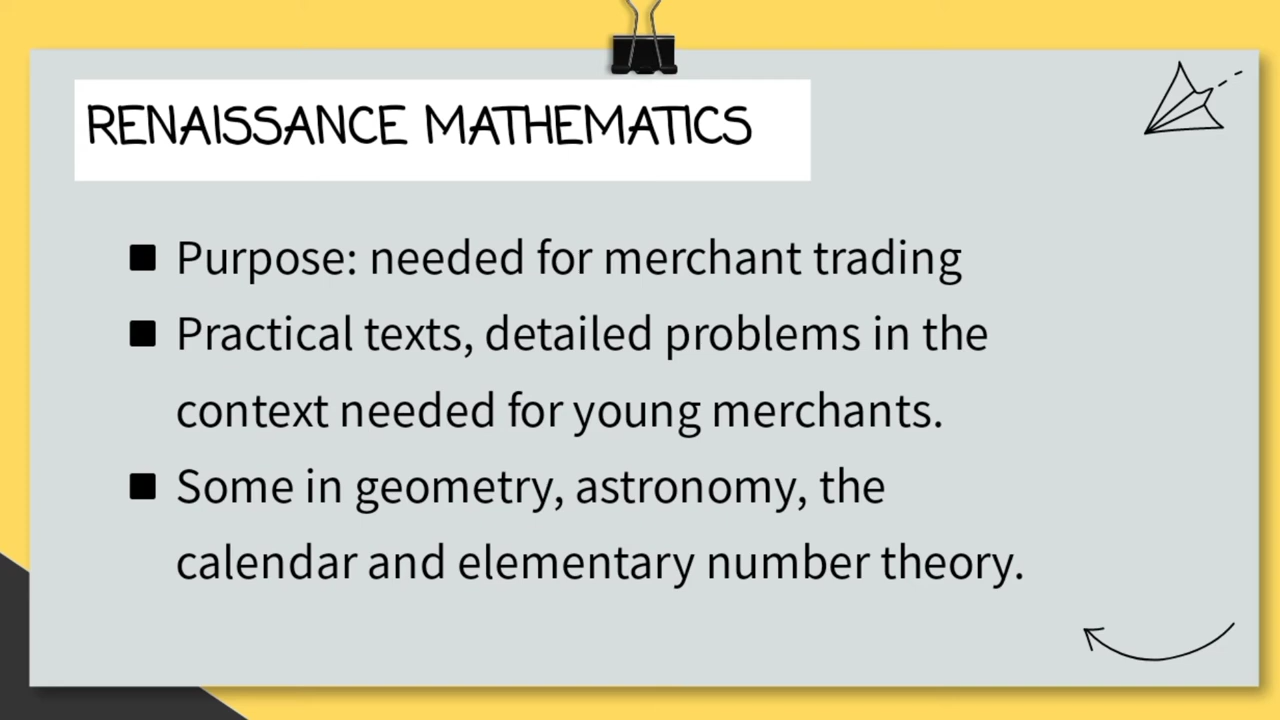 RENAISSANCE MATHEMATICS
■ Purpose: needed for merchant trading
■ Practical texts, detailed problems in the
context needed for young merchants.
■ Some in geometry, astronomy, the
calendar and elementary number theory.